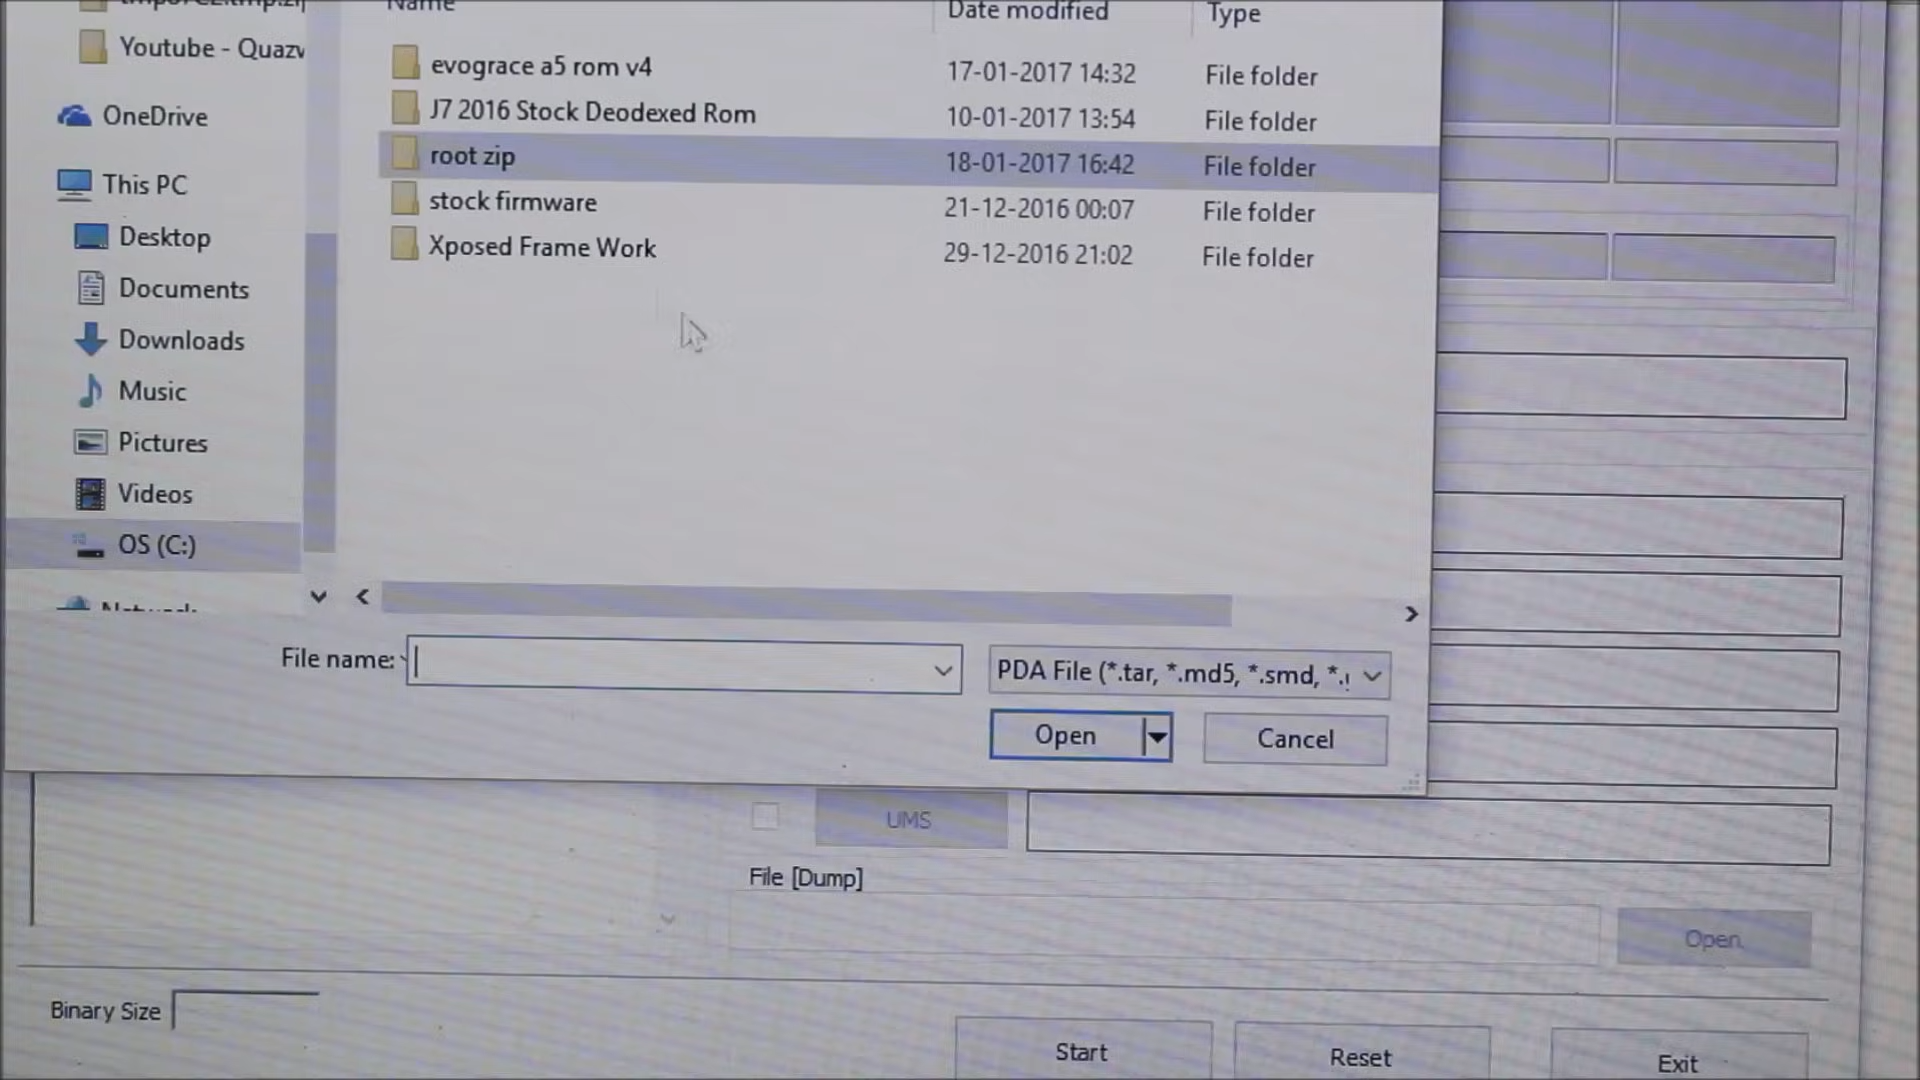 Name Date modified Type
Youtube - Quazv
evograce a5 rom v4 17-01-2017 14:32 File folder
J7 2016 Stock Deodexed Rom 10-01-2017 13:54 File folder
root zip 18-01-2017 16:42 File folder
stock firmware 21-12-2016 00:07 File folder
Xposed Frame Work 29-12-2016 21:02 File folder
OneDrive
This PC
Desktop
Documents
Downloads
Music
Pictures
Videos
OS (C:)
Network
File name:
PDA File (*.tar, *.md5, *.smd, *.
Open
Cancel
UMS
File [Dump]
Open
Binary Size
Start
Reset
Exit